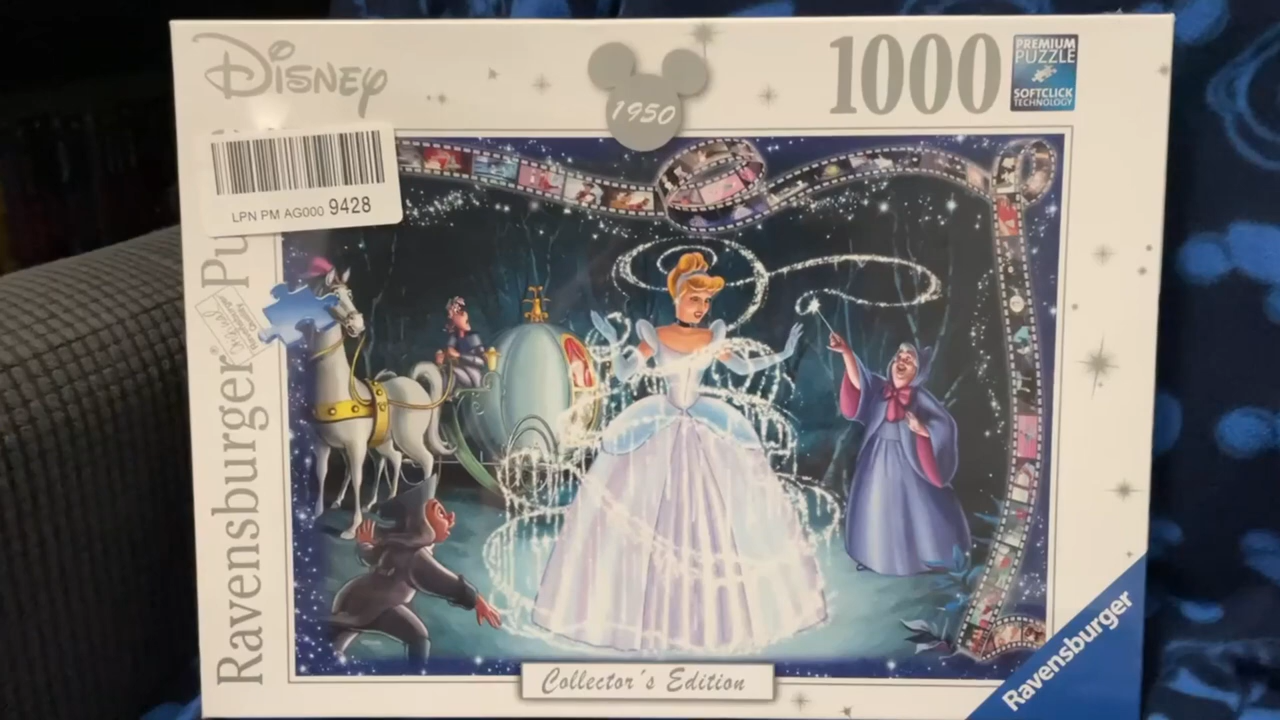 Disney
1950
1000
PREMIUM
PUZZLE
SOFTCLICK
TECHNOLOGY
LPN PM AG000 9428
Ravensburger
Collector's Edition
Ravensburger